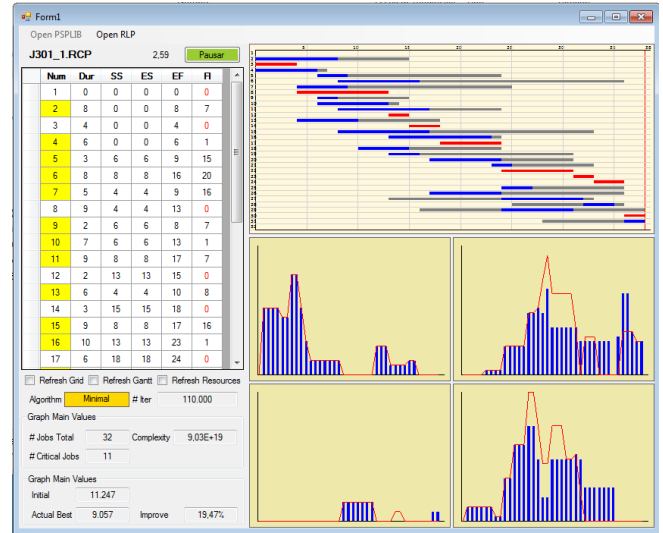 Form1
Open PSPLIB Open RLP
J301_1.RCP 2,59 Pausar
Num Dur SS ES EF Fl
1 0 0 0 0 0
2 8 0 0 8 7
3 4 0 0 4 0
4 6 0 0 6 1
5 3 6 6 9 15
6 8 8 8 16 20
7 5 4 4 9 16
8 9 4 4 13 0
9 2 6 6 8 7
10 7 6 6 13 1
11 9 8 8 17 7
12 2 13 13 15 0
13 6 4 4 10 8
14 3 15 15 18 0
15 9 8 8 17 16
16 10 13 13 23 1
17 6 18 18 24 0
Refresh Grid Refresh Gantt Refresh Resources
Algorithm Minimal # Iter 110.000
Graph Main Values
# Jobs Total 32 Complexity 9,03E+19
# Critical Jobs 11
Graph Main Values
Initial 11.247
Actual Best 9.057 Improve 19,47%
5 10 15 20 25 30 35